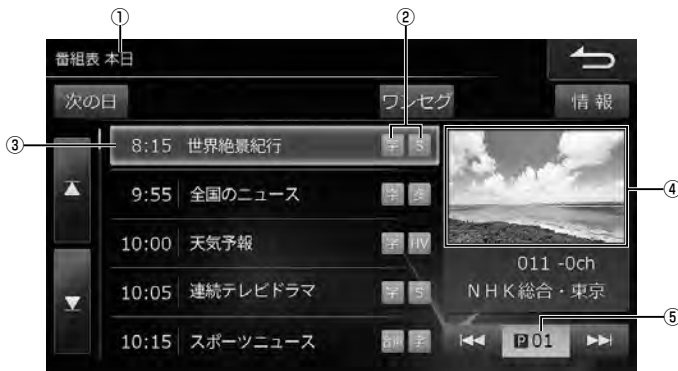 ① ②
番組表 本日
次の日 ワンセグ 情報
③ 8:15 世界絶景紀行 字 S
④
9:55 全国のニュース 字
10:00 天気予報 字 HV
011 -0ch
10:05 連続テレビドラマ 字 S
NHK総合・東京
⑤
10:15 スポーツニュース 字
P01